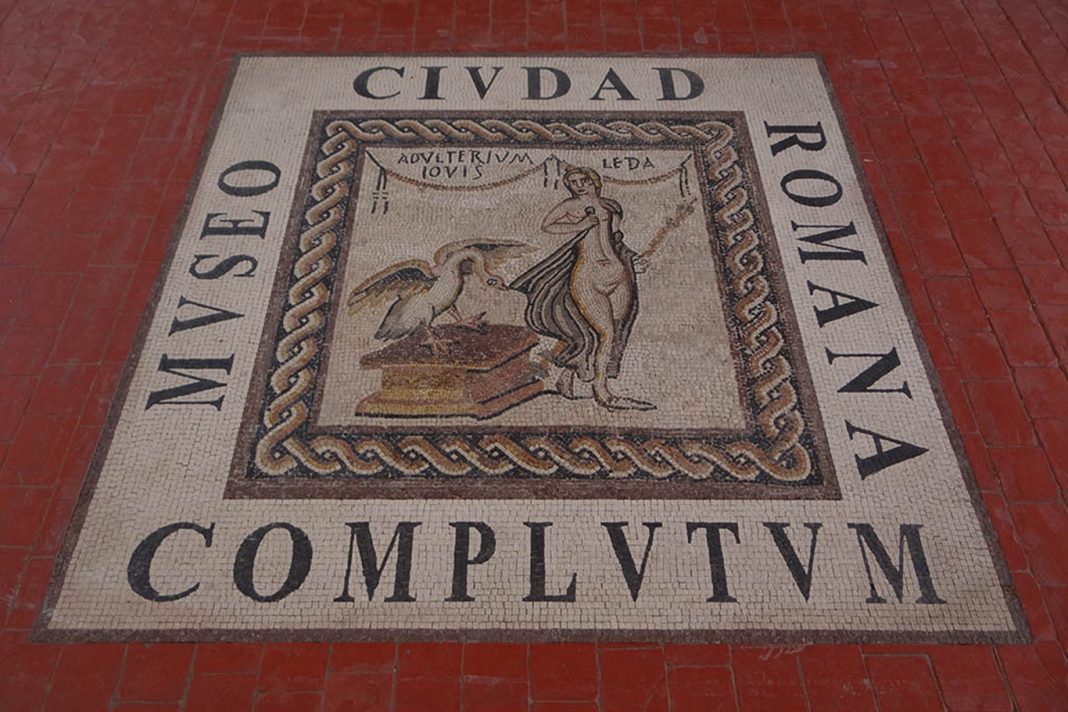 MVSEO
CIVDAD
ROMANA
COMPLVTVM
ADVLTERIVM
IOVIS
LEDA